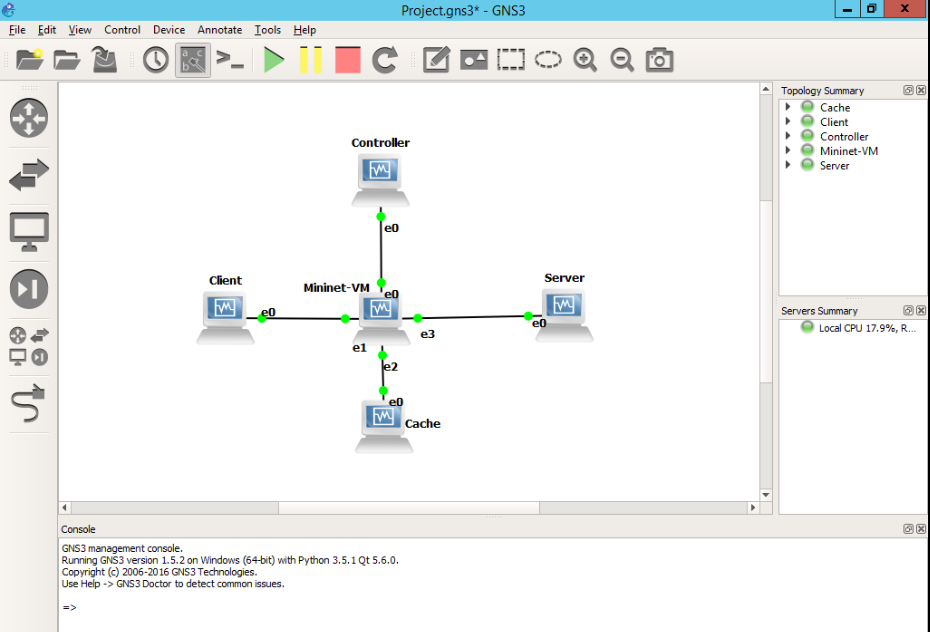 Project.gns3* - GNS3
File Edit View Control Device Annotate Tools Help
Controller
e0
Client
Mininet-VM
e0
Server
e0
e0
e3
e1
e2
e0
Cache
Topology Summary
Cache
Client
Controller
Mininet-VM
Server
Servers Summary
Local CPU 17.9%, R...
Console
GNS3 management console.
Running GNS3 version 1.5.2 on Windows (64-bit) with Python 3.5.1 Qt 5.6.0.
Copyright (c) 2006-2016 GNS3 Technologies.
Use Help -> GNS3 Doctor to detect common issues.
=>